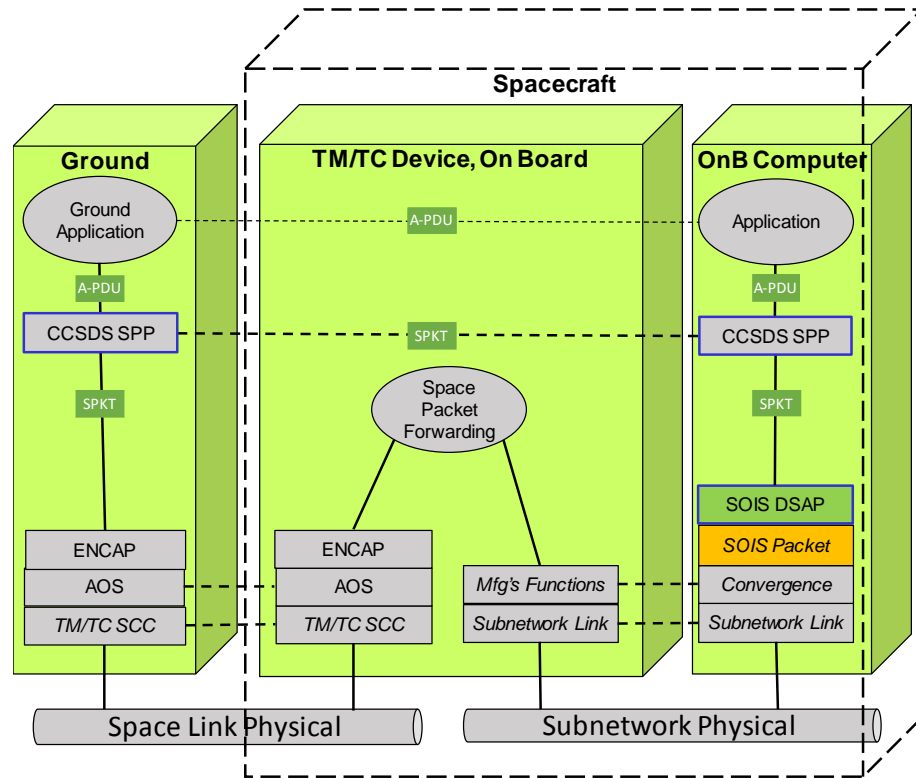 Spacecraft
Ground
TM/TC Device, On Board
OnB Computer
Ground
Application
A-PDU
Application
A-PDU
A-PDU
CCSDS SPP
SPKT
CCSDS SPP
SPKT
Space
Packet
Forwarding
SPKT
SOIS DSAP
ENCAP
ENCAP
SOIS Packet
AOS
AOS
Mfg's Functions
Convergence
TM/TC SCC
TM/TC SCC
Subnetwork Link
Subnetwork Link
Space Link Physical
Subnetwork Physical